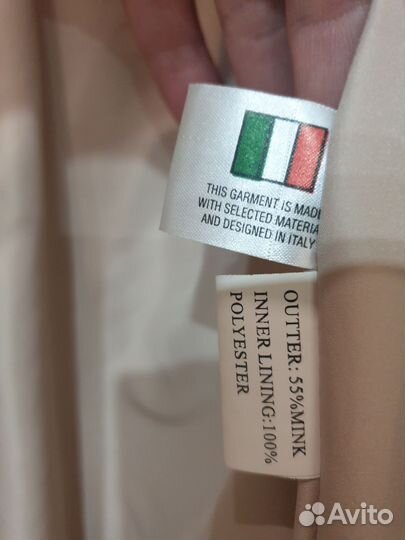 THIS GARMENT IS MADE
WITH SELECTED MATERIA
AND DESIGNED IN ITALY
OUTTER: 55%MINK
INNER LINING:100%
POLYESTER
Avito